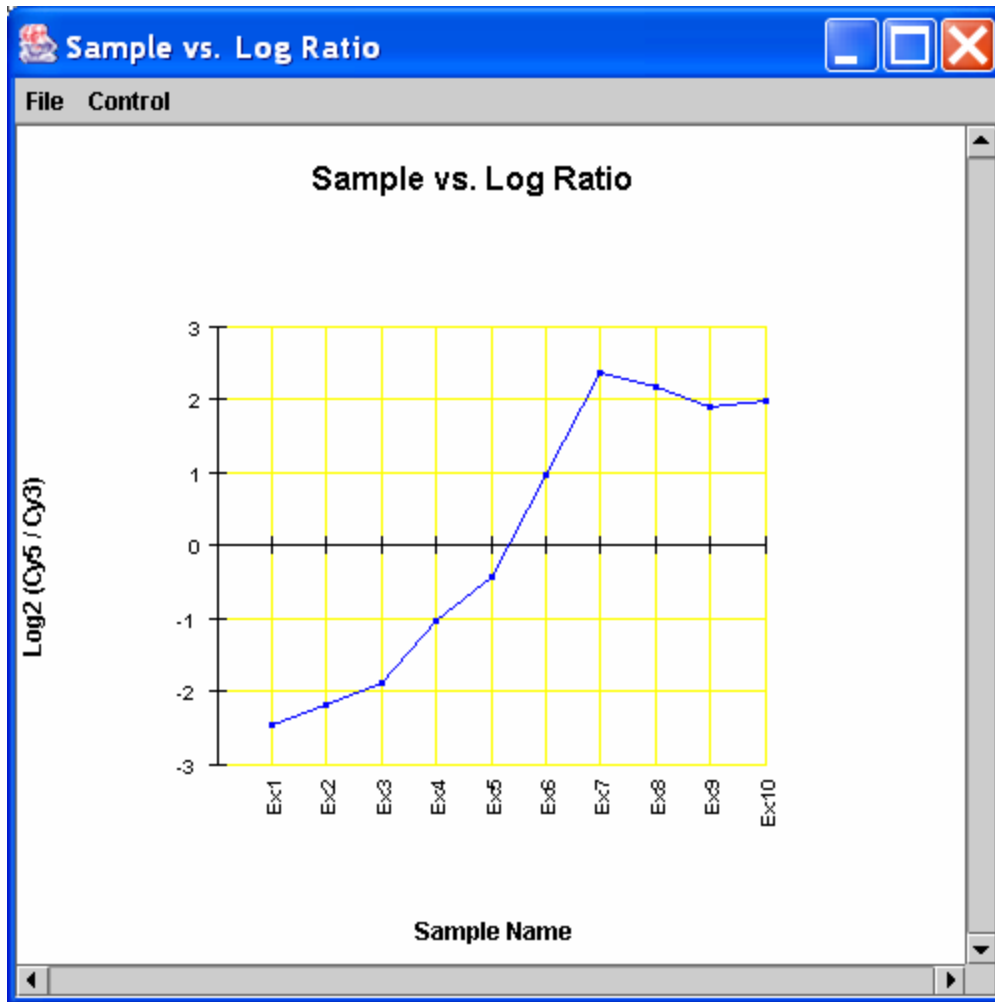 Sample vs. Log Ratio
File Control
Sample vs. Log Ratio
Log2 (Cy5 / Cy3)
3
2
1
0
-1
-2
-3
Ex1 Ex2 Ex3 Ex4 Ex5 Ex6 Ex7 Ex8 Ex9 Ex10
Sample Name